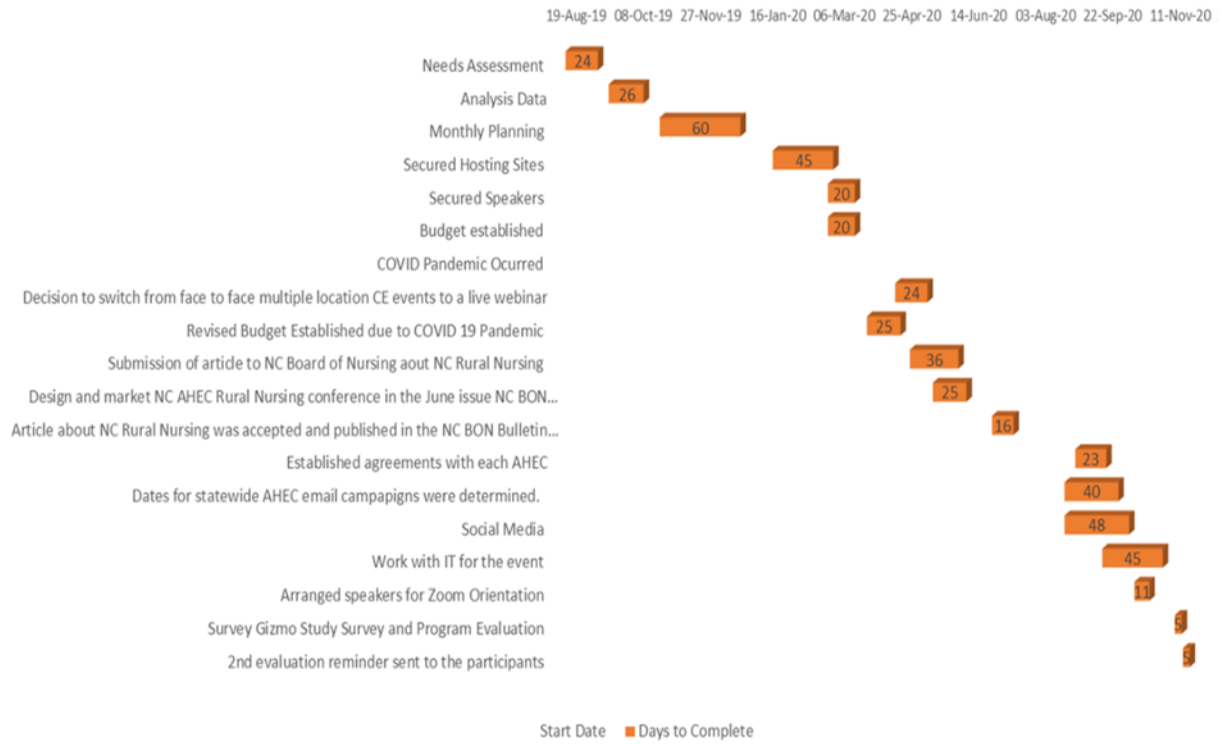 19-Aug-19 08-Oct-19 27-Nov-19 16-Jan-20 06-Mar-20 25-Apr-20 14-Jun-20 03-Aug-20 22-Sep-20 11-Nov-20
Needs Assessment 24
Analysis Data 26
Monthly Planning 60
Secured Hosting Sites 45
Secured Speakers 20
Budget established 20
COVID Pandemic Ocurred
Decision to switch from face to face multiple location CE events to a live webinar 24
Revised Budget Established due to COVID 19 Pandemic 25
Submission of article to NC Board of Nursing aout NC Rural Nursing 36
Design and market NC AHEC Rural Nursing conference in the June issue NC BON... 25
Article about NC Rural Nursing was accepted and published in the NC BON Bulletin... 16
Established agreements with each AHEC 23
Dates for statewide AHEC email campapigns were determined. 40
Social Media 48
Work with IT for the event 45
Arranged speakers for Zoom Orientation 11
Survey Gizmo Study Survey and Program Evaluation 5
2nd evaluation reminder sent to the participants 5
Start Date Days to Complete